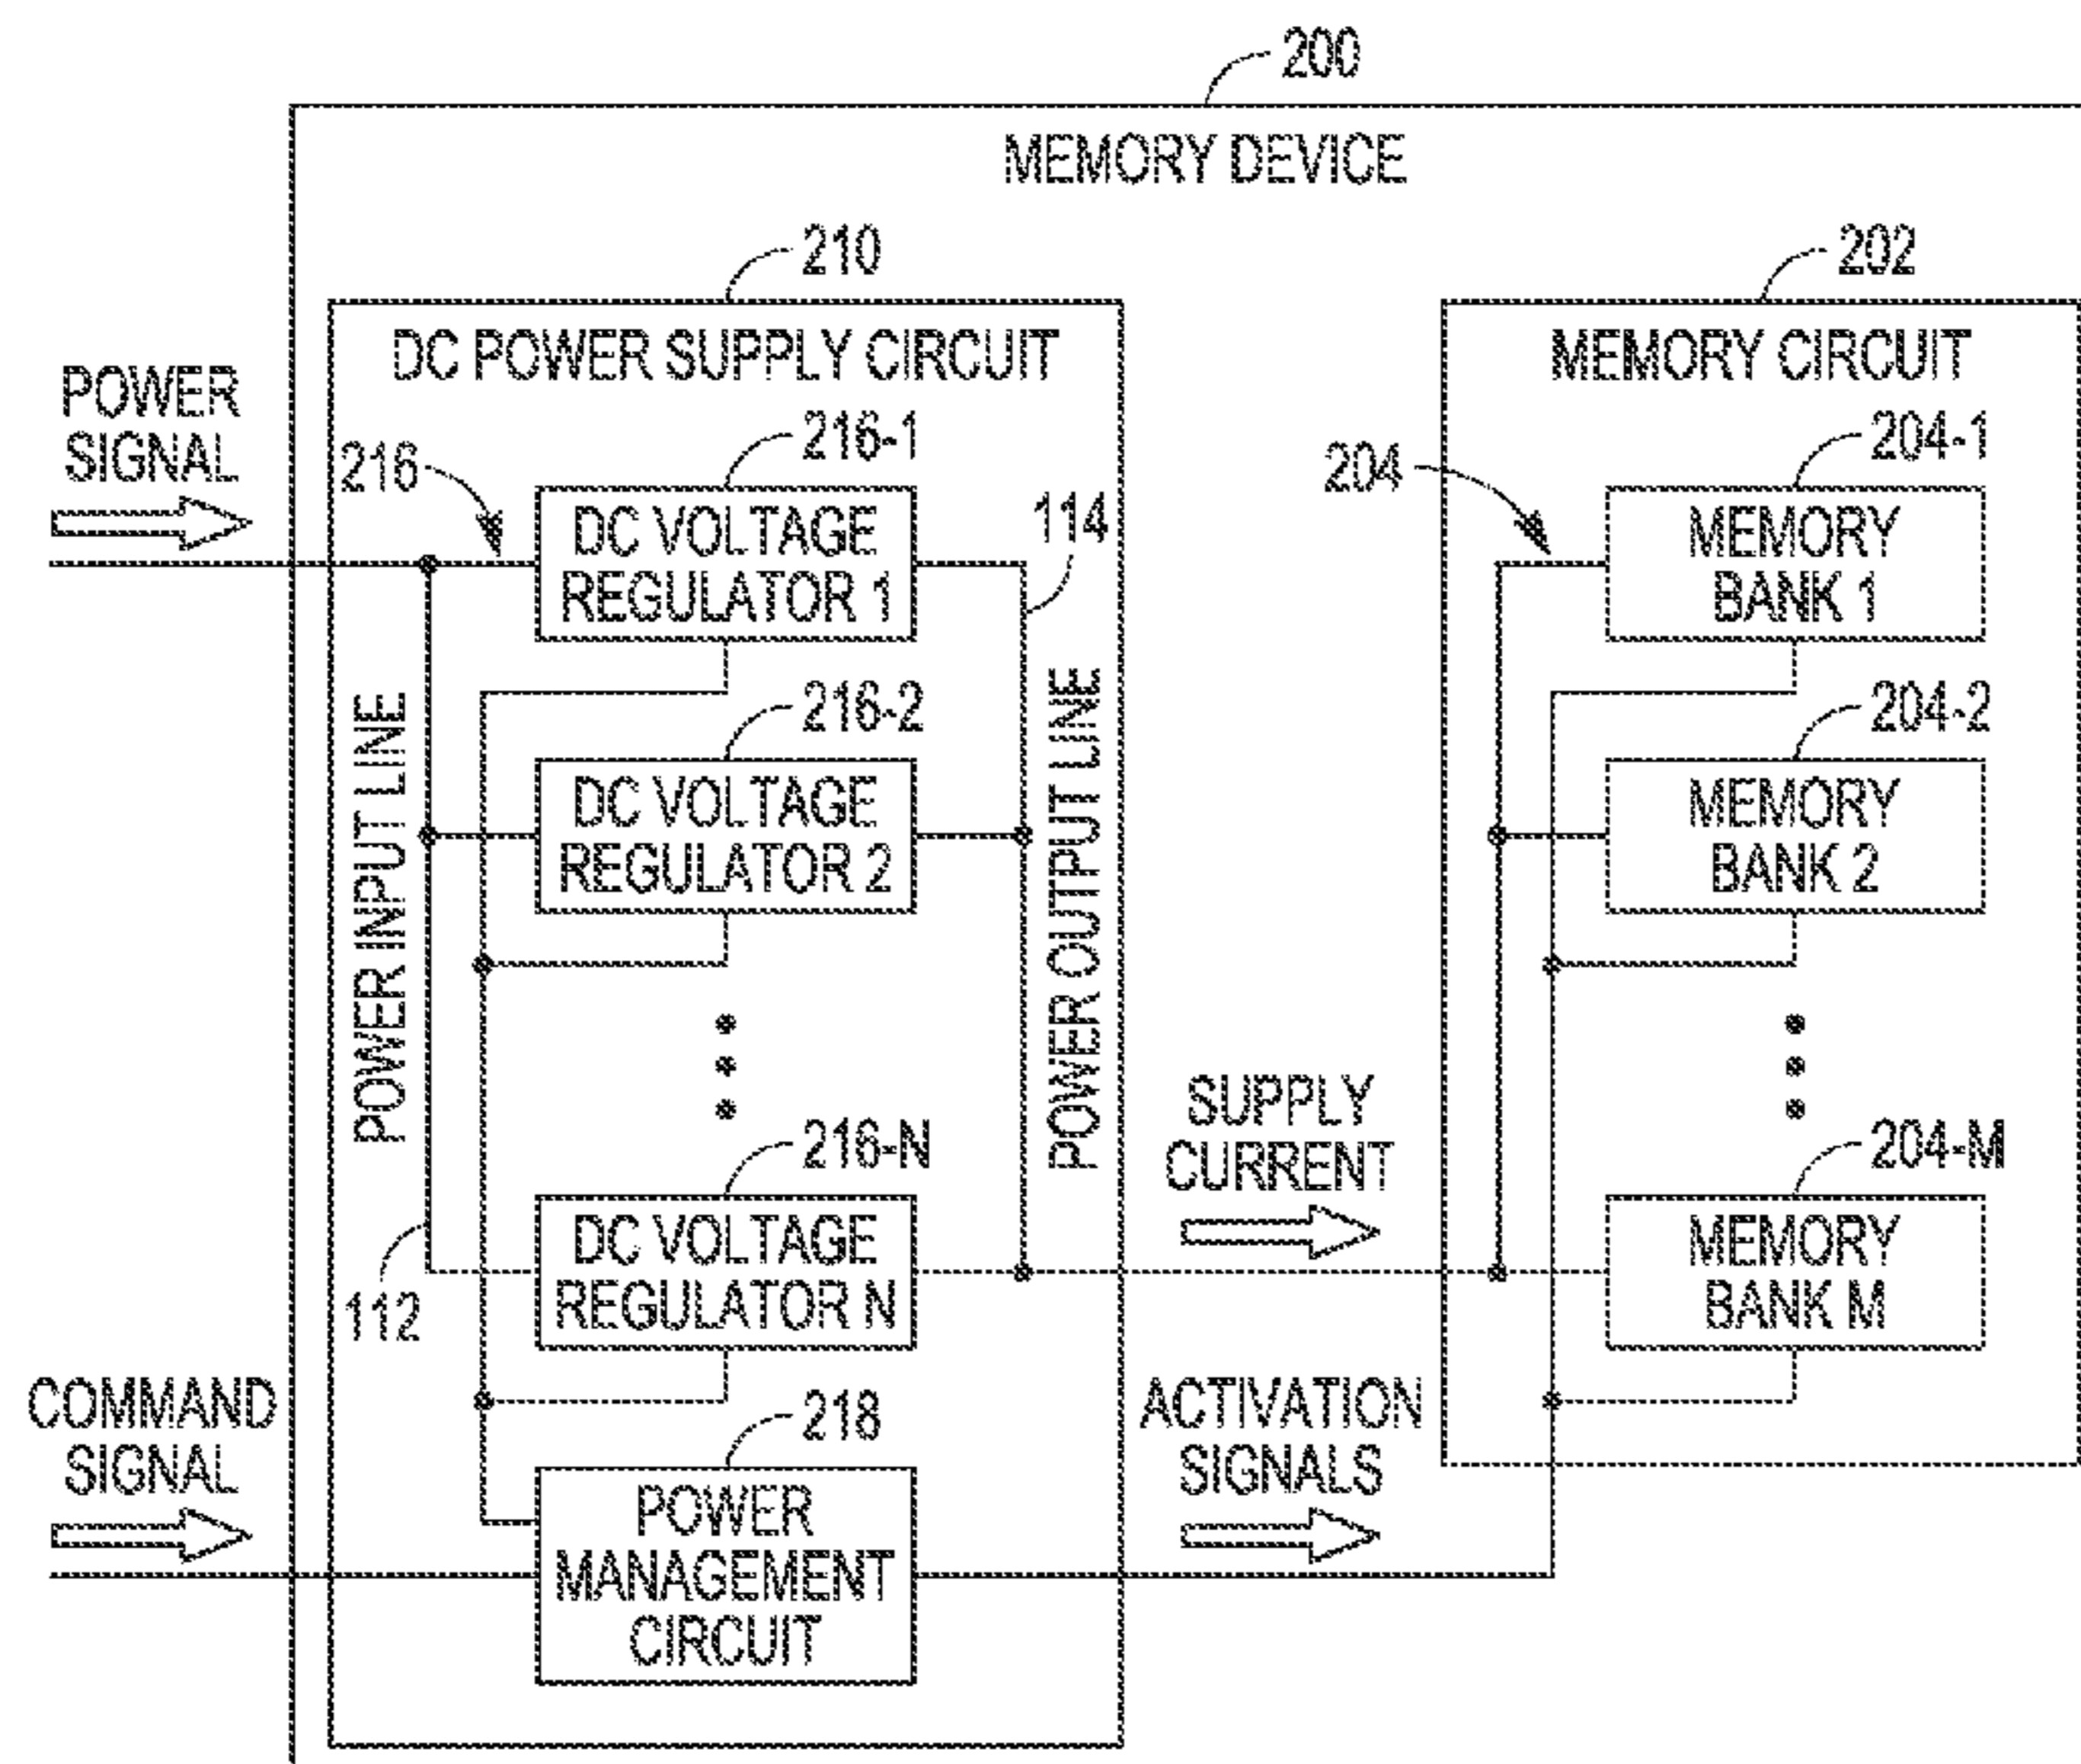 200
MEMORY DEVICE
210
202
DC POWER SUPPLY CIRCUIT
MEMORY CIRCUIT
POWER
SIGNAL
216
216-1
DC VOLTAGE
REGULATOR 1
114
204
204-1
MEMORY
BANK 1
POWER INPUT LINE
216-2
DC VOLTAGE
REGULATOR 2
POWER OUTPUT LINE
204-2
MEMORY
BANK 2
SUPPLY
CURRENT
216-N
DC VOLTAGE
REGULATOR N
112
204-M
MEMORY
BANK M
COMMAND
SIGNAL
218
POWER
MANAGEMENT
CIRCUIT
ACTIVATION
SIGNALS